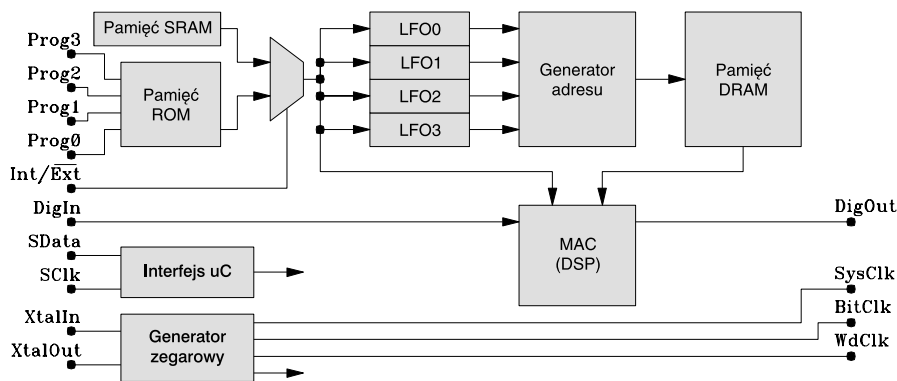 Pamięć SRAM
Prog3
Prog2
Prog1
Prog0
Pamięć
ROM
Int/Ext
DigIn
SData
SClk
Interfejs uC
XtalIn
XtalOut
Generator
zegarowy
LFO0
LFO1
LFO2
LFO3
Generator
adresu
Pamięć
DRAM
MAC
(DSP)
DigOut
SysClk
BitClk
WdClk